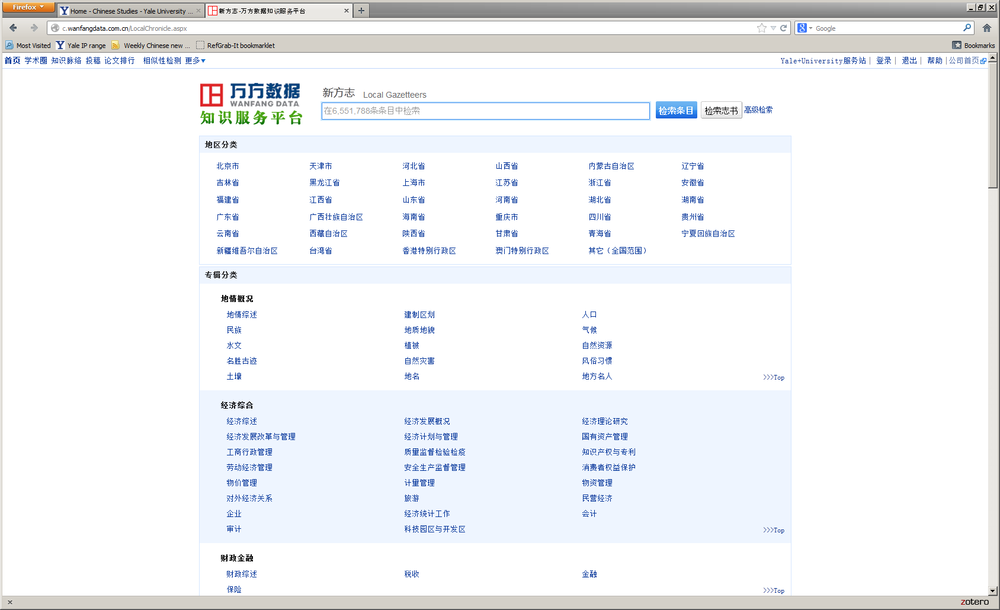 Firefox
Home - Chinese Studies - Yale University ...
新方志-万方数据知识服务平台
c.wanfangdata.com.cn/LocalChronicle.aspx
Google
Most Visited Yale IP range Weekly Chinese new ... RefGrab-It bookmarklet Bookmarks
首页 学术圈 知识脉络 投稿 论文排行 相似性检测 更多 Yale+University服务站 | 登录 | 退出 | 帮助 | 公司首页
万方数据
WANFANG DATA
知识服务平台
新方志 Local Gazetteers
在6,551,788条条目中检索 检索条目 检索志书 高级检索
地区分类
北京市 天津市 河北省 山西省 内蒙古自治区 辽宁省
吉林省 黑龙江省 上海市 江苏省 浙江省 安徽省
福建省 江西省 山东省 河南省 湖北省 湖南省
广东省 广西壮族自治区 海南省 重庆市 四川省 贵州省
云南省 西藏自治区 陕西省 甘肃省 青海省 宁夏回族自治区
新疆维吾尔自治区 台湾省 香港特别行政区 澳门特别行政区 其它（全国范围）
专辑分类
地情概况
地情综述 建制区划 人口
民族 地质地貌 气候
水文 植被 自然资源
名胜古迹 自然灾害 风俗习惯
土壤 地名 地方名人 >>>Top
经济综合
经济综述 经济发展概况 经济理论研究
经济发展改革与管理 经济计划与管理 国有资产管理
工商行政管理 质量监督检验检疫 知识产权与专利
劳动经济管理 安全生产监督管理 消费者权益保护
物价管理 计量管理 物资管理
对外经济关系 旅游 民营经济
企业 经济统计工作 会计
审计 科技园区与开发区 >>>Top
财政金融
财政综述 税收 金融
保险 >>>Top
zotero